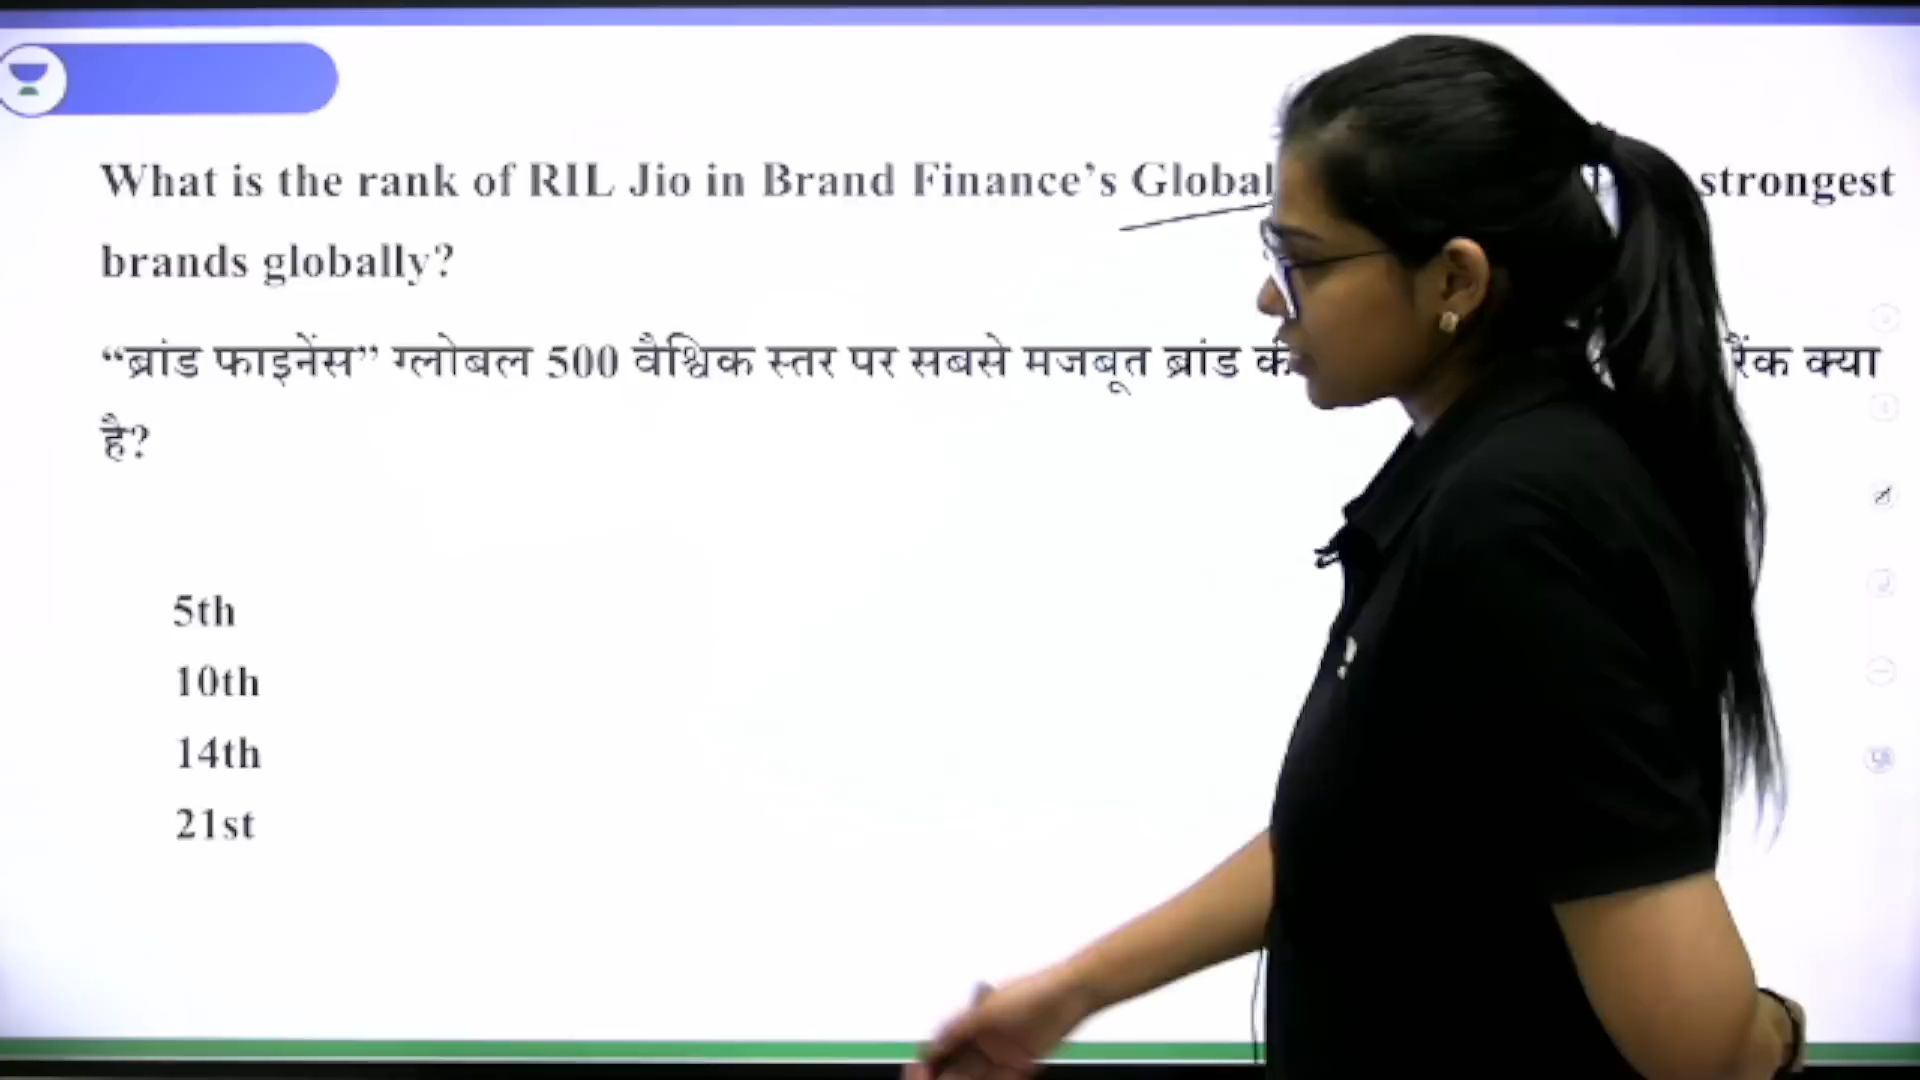 What is the rank of RIL Jio in Brand Finance’s Global strongest
brands globally?
“ब्रांड फाइनेंस” ग्लोबल 500 वैश्विक स्तर पर सबसे मजबूत ब्रांड की रैंक क्या
है?
5th
10th
14th
21st